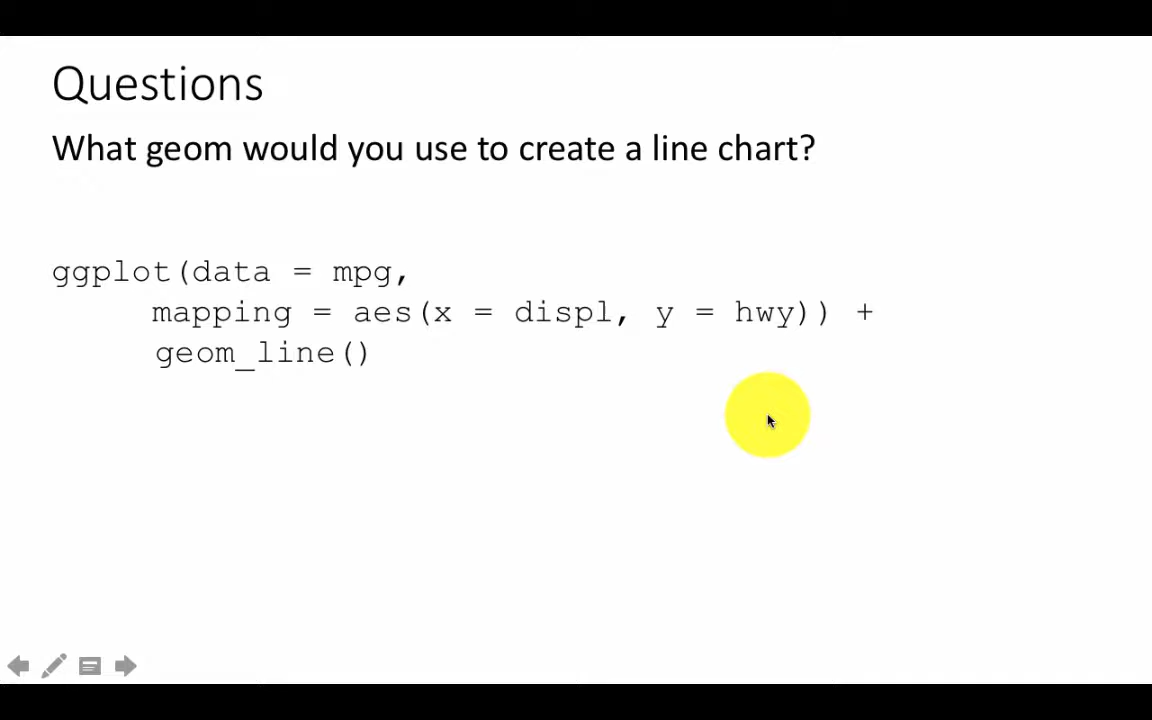 Questions
What geom would you use to create a line chart?
ggplot(data = mpg,
mapping = aes(x = displ, y = hwy)) +
geom_line()